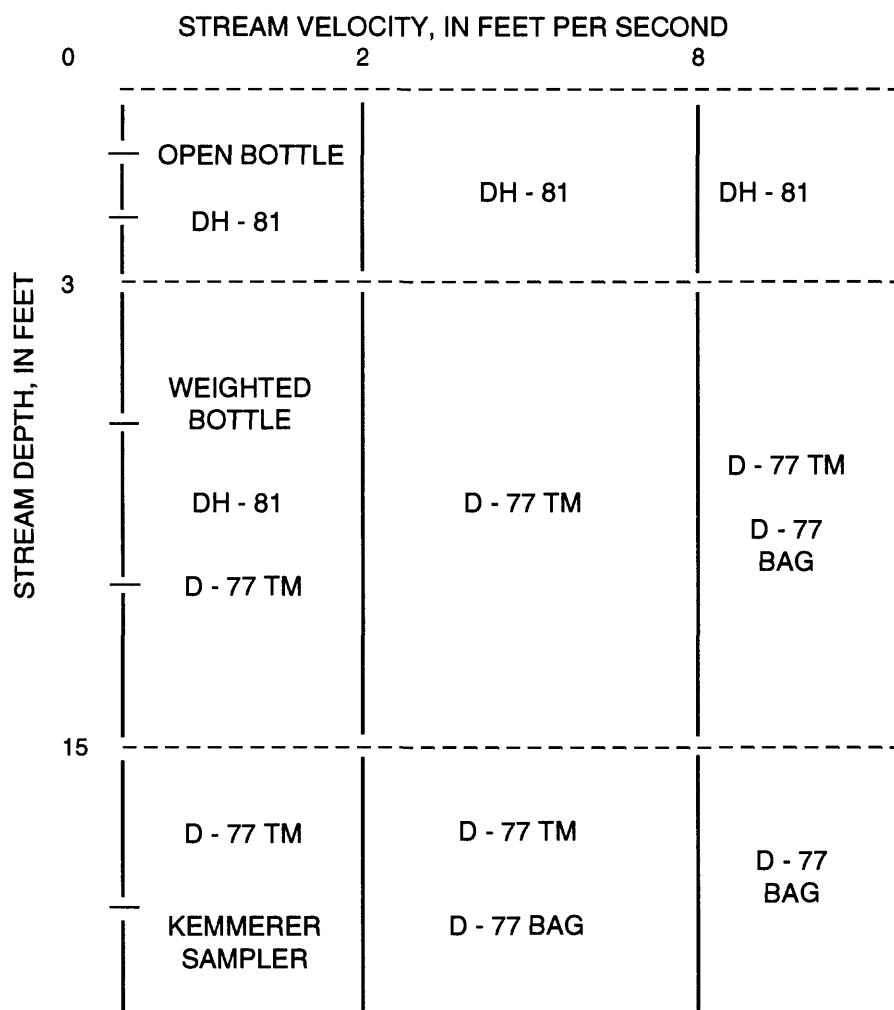 STREAM VELOCITY, IN FEET PER SECOND
0
2
8
OPEN BOTTLE
DH - 81
DH - 81
DH - 81
STREAM DEPTH, IN FEET
3
WEIGHTED
BOTTLE
DH - 81
D - 77 TM
D - 77 TM
D - 77 TM
D - 77
BAG
15
D - 77 TM
KEMMERER
SAMPLER
D - 77 TM
D - 77 BAG
D - 77
BAG